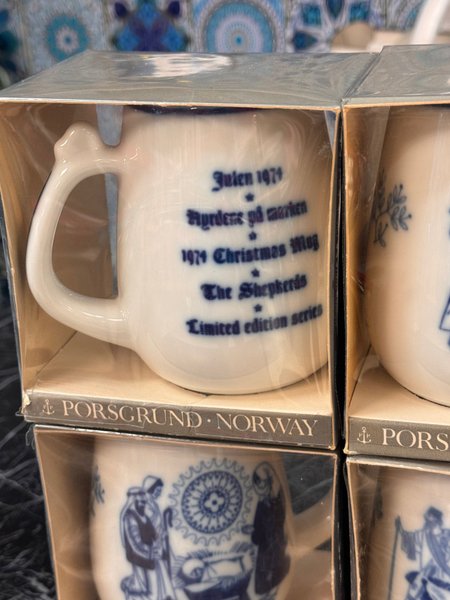 Julen 1974
★
Hyrdene på marken
★
1974 Christmas Mug
★
The Shepherds
★
Limited edition series
PORSGRUND · NORWAY
PORS